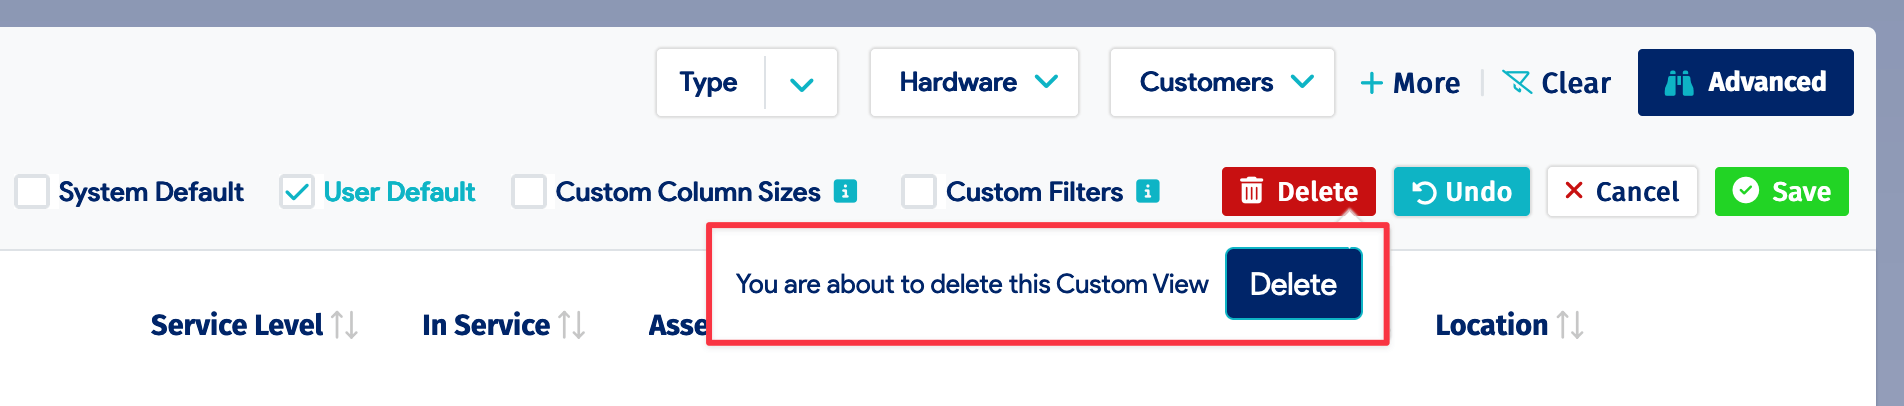 Type Hardware Customers More Clear Advanced
System Default User Default Custom Column Sizes i Custom Filters i Delete Undo Cancel Save
You are about to delete this Custom View Delete
Service Level In Service Asse Location